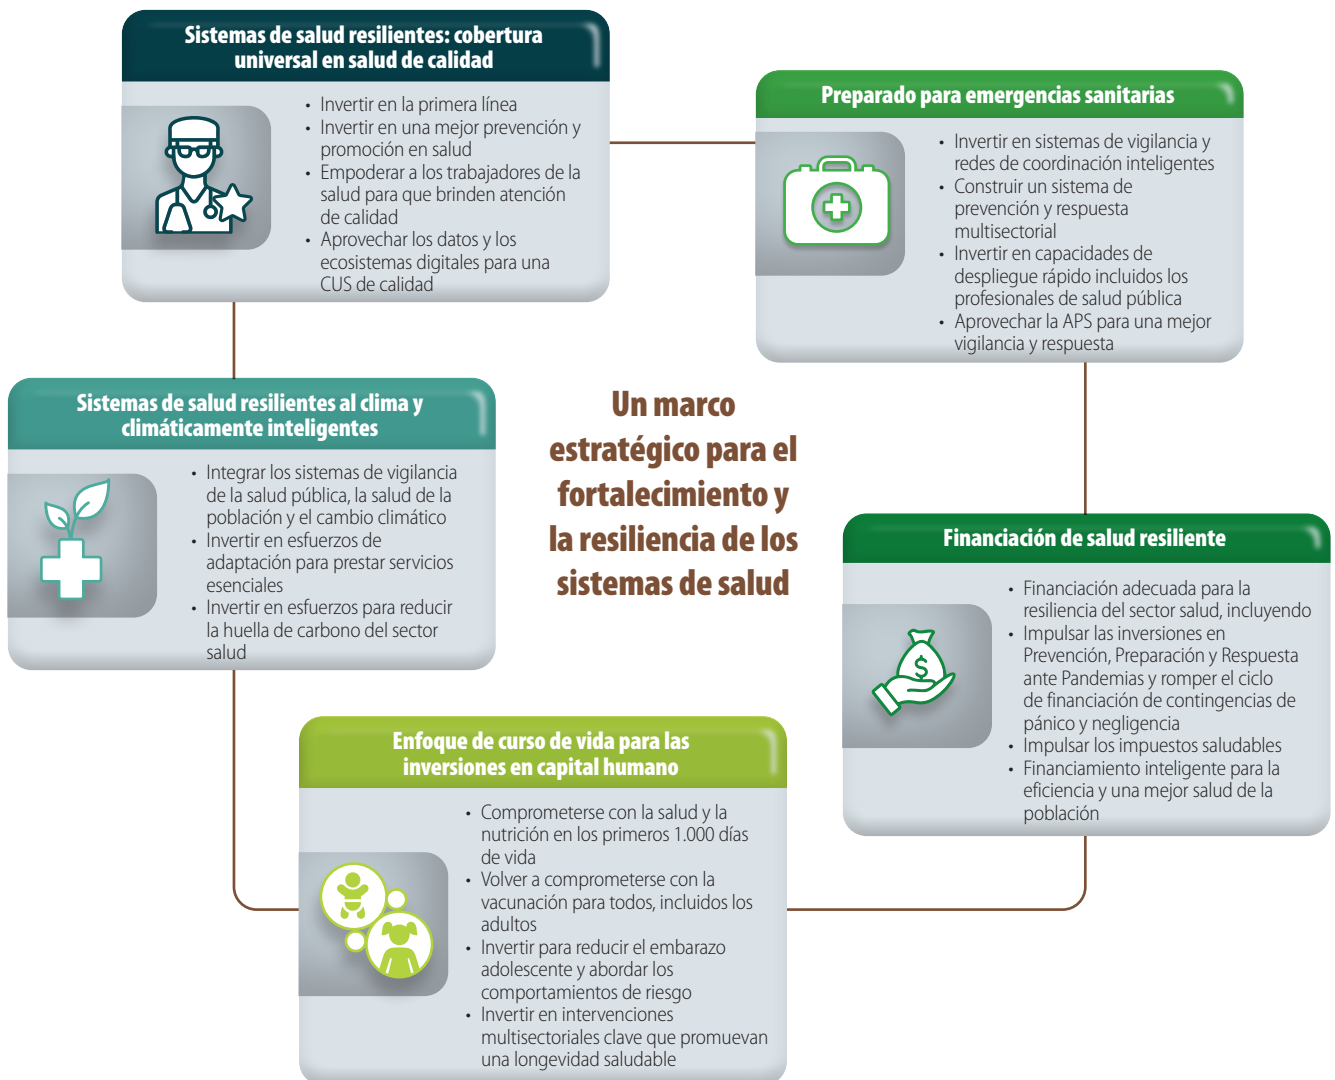 Sistemas de salud resilientes: cobertura
universal en salud de calidad
• Invertir en la primera línea
• Invertir en una mejor prevención y
promoción en salud
• Empoderar a los trabajadores de la
salud para que brinden atención
de calidad
• Aprovechar los datos y los
ecosistemas digitales para una
CUS de calidad
Preparado para emergencias sanitarias
• Invertir en sistemas de vigilancia y
redes de coordinación inteligentes
• Construir un sistema de
prevención y respuesta
multisectorial
• Invertir en capacidades de
despliegue rápido incluidos los
profesionales de salud pública
• Aprovechar la APS para una mejor
vigilancia y respuesta
Sistemas de salud resilientes al clima y
climáticamente inteligentes
• Integrar los sistemas de vigilancia
de la salud pública, la salud de la
población y el cambio climático
• Invertir en esfuerzos de
adaptación para prestar servicios
esenciales
• Invertir en esfuerzos para reducir
la huella de carbono del sector
salud
Un marco
estratégico para el
fortalecimiento y
la resiliencia de los
sistemas de salud
Financiación de salud resiliente
• Financiación adecuada para la
resiliencia del sector salud, incluyendo
• Impulsar las inversiones en
Prevención, Preparación y Respuesta
ante Pandemias y romper el ciclo
de financiación de contingencias de
pánico y negligencia
• Impulsar los impuestos saludables
• Financiamiento inteligente para la
eficiencia y una mejor salud de la
población
$
Enfoque de curso de vida para las
inversiones en capital humano
• Comprometerse con la salud y la
nutrición en los primeros 1.000 días
de vida
• Volver a comprometerse con la
vacunación para todos, incluidos los
adultos
• Invertir para reducir el embarazo
adolescente y abordar los
comportamientos de riesgo
• Invertir en intervenciones
multisectoriales clave que promuevan
una longevidad saludable